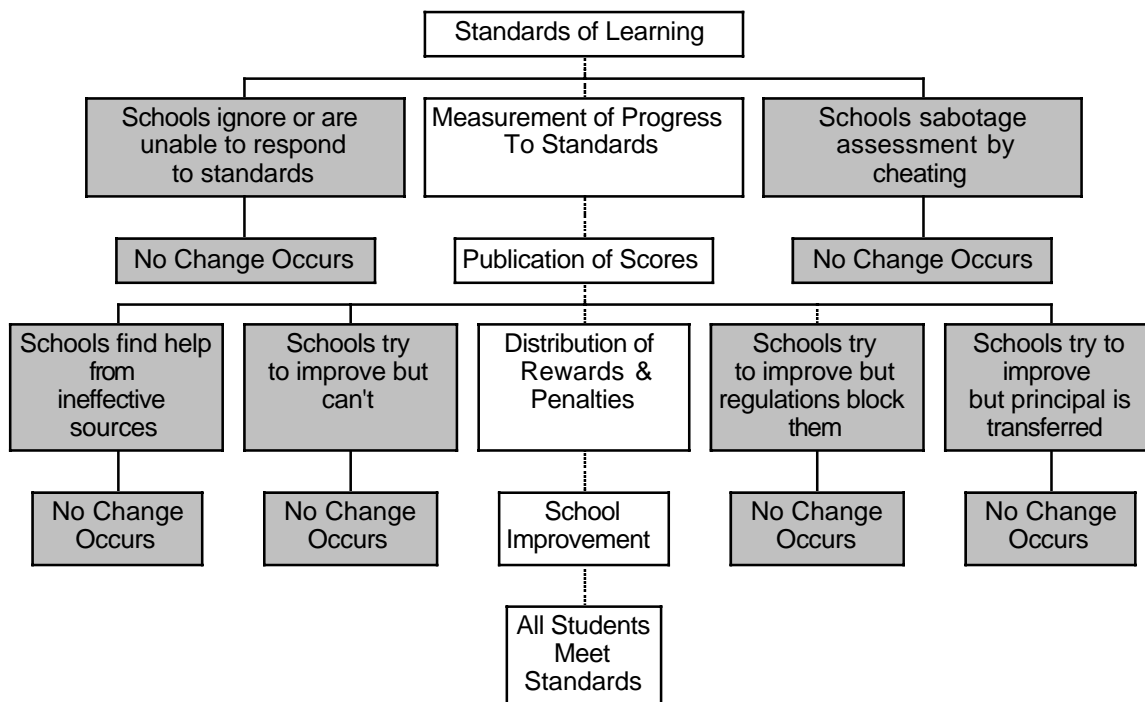 Standards of Learning
Schools ignore or are
unable to respond
to standards
Measurement of Progress
To Standards
Schools sabotage
assessment by
cheating
No Change Occurs
Publication of Scores
No Change Occurs
Schools find help
from
ineffective
sources
Schools try
to improve but
can't
Distribution of
Rewards &
Penalties
Schools try
to improve but
regulations block
them
Schools try to
improve
but principal is
transferred
No Change
Occurs
No Change
Occurs
School
Improvement
No Change
Occurs
No Change
Occurs
All Students
Meet
Standards